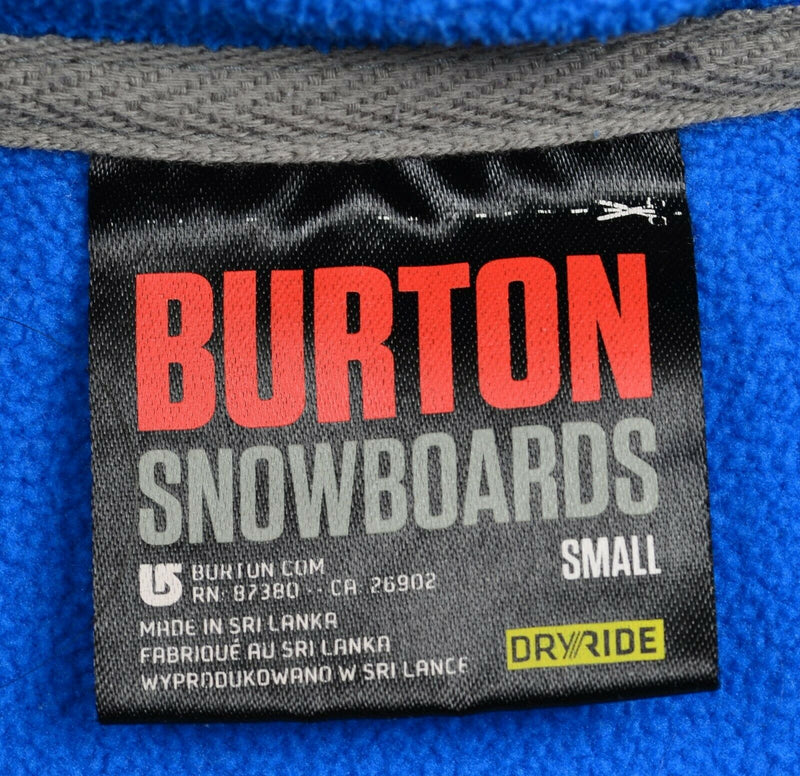 BURTON
SNOWBOARDS
SMALL
BURTON.COM
RN: 87380 -- CA: 26902
MADE IN SRI LANKA
FABRIQUÉ AU SRI LANKA
WYPRODUKOWANO W SRI LANCE
DRYRIDE